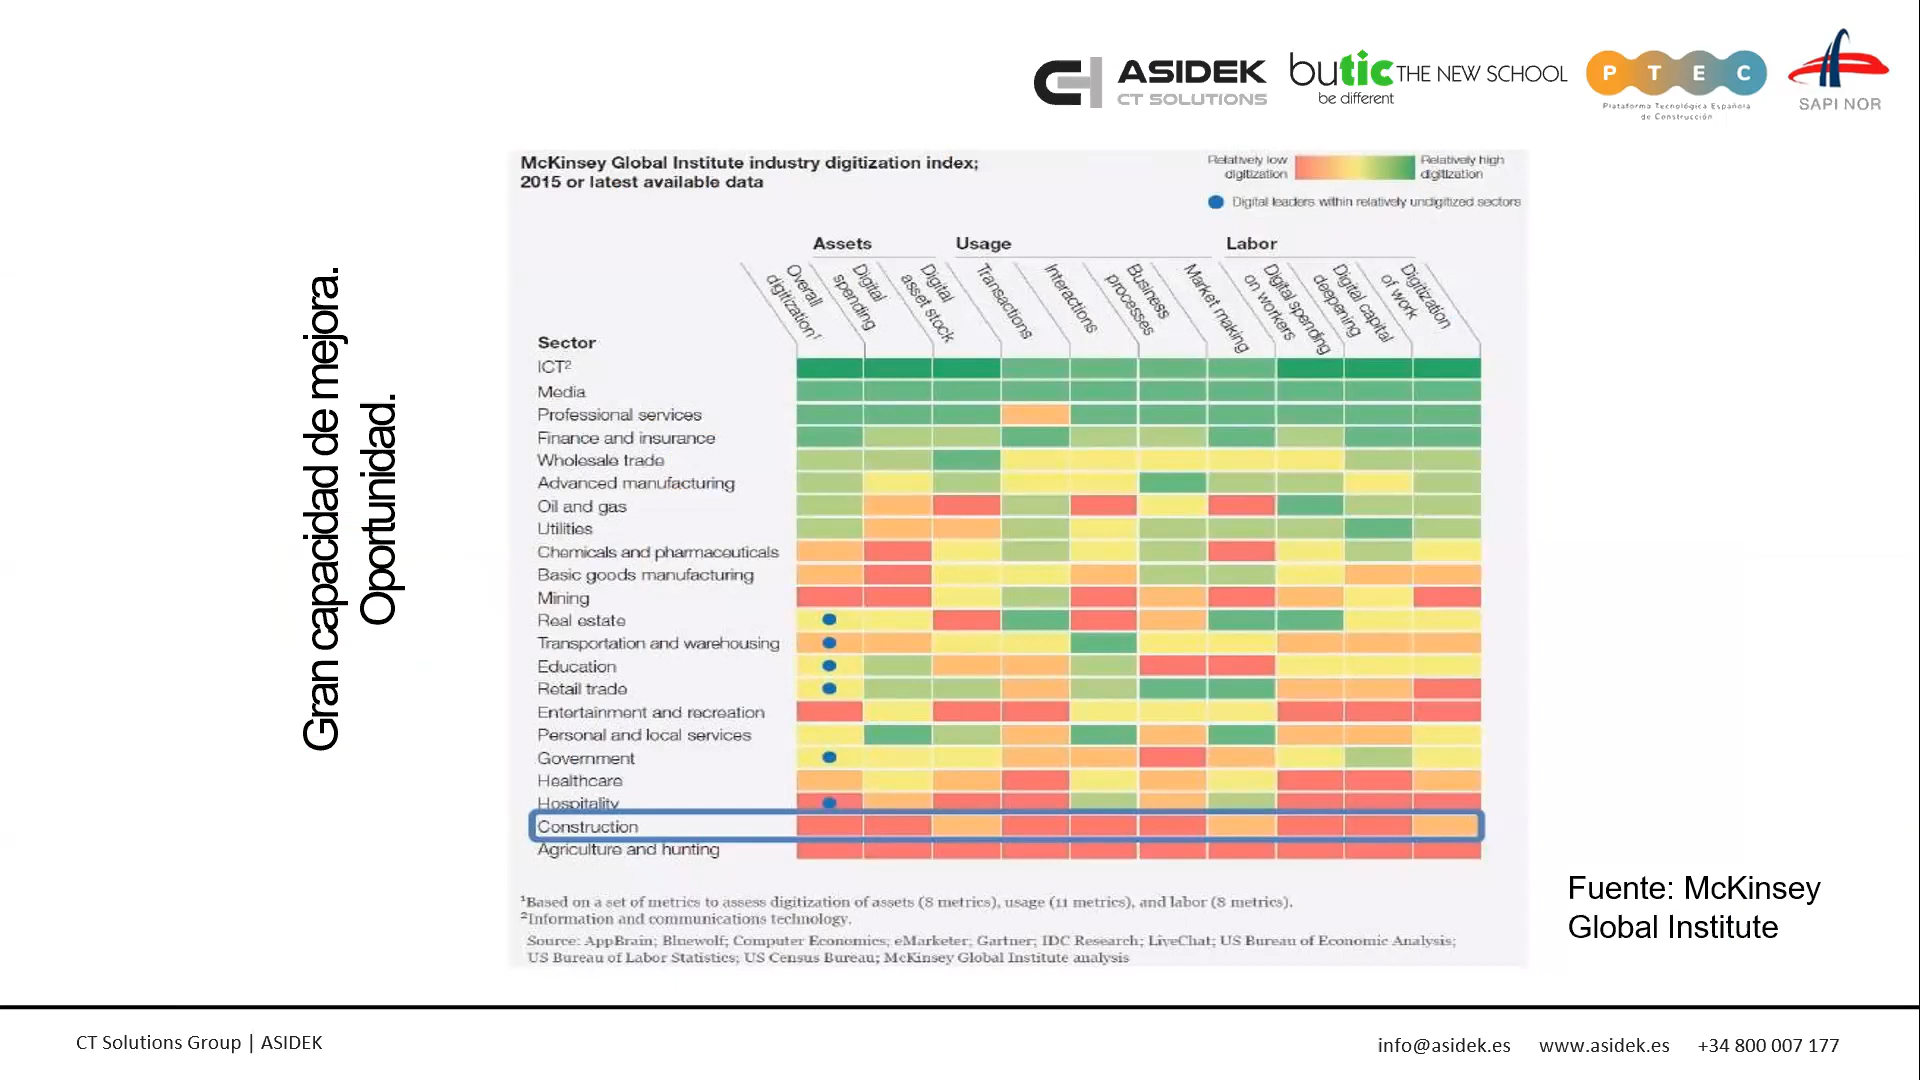 ASIDEK
CT SOLUTIONS
butic THE NEW SCHOOL
be different
P T E C
Plataforma Tecnológica Española
de Construcción
SAPI NOR
Gran capacidad de mejora.
Oportunidad.
McKinsey Global Institute industry digitization index;
2015 or latest available data
Relatively low
digitization
Relatively high
digitization
Digital leaders within relatively undigitized sectors
Assets
Usage
Labor
Overall
digitization¹
Digital
spending
Digital
asset stock
Transactions
Interactions
Business
processes
Market making
Digital spending
on workers
Digital capital
deepening
Digitization
of work
Sector
ICT²
Media
Professional services
Finance and insurance
Wholesale trade
Advanced manufacturing
Oil and gas
Utilities
Chemicals and pharmaceuticals
Basic goods manufacturing
Mining
Real estate
Transportation and warehousing
Education
Retail trade
Entertainment and recreation
Personal and local services
Government
Healthcare
Hospitality
Construction
Agriculture and hunting
¹Based on a set of metrics to assess digitization of assets (8 metrics), usage (11 metrics), and labor (8 metrics).
²Information and communications technology.
Source: AppBrain; Bluewolf; Computer Economics; eMarketer; Gartner; IDC Research; LiveChat; US Bureau of Economic Analysis;
US Bureau of Labor Statistics; US Census Bureau; McKinsey Global Institute analysis
Fuente: McKinsey
Global Institute
CT Solutions Group | ASIDEK
info@asidek.es www.asidek.es +34 800 007 177